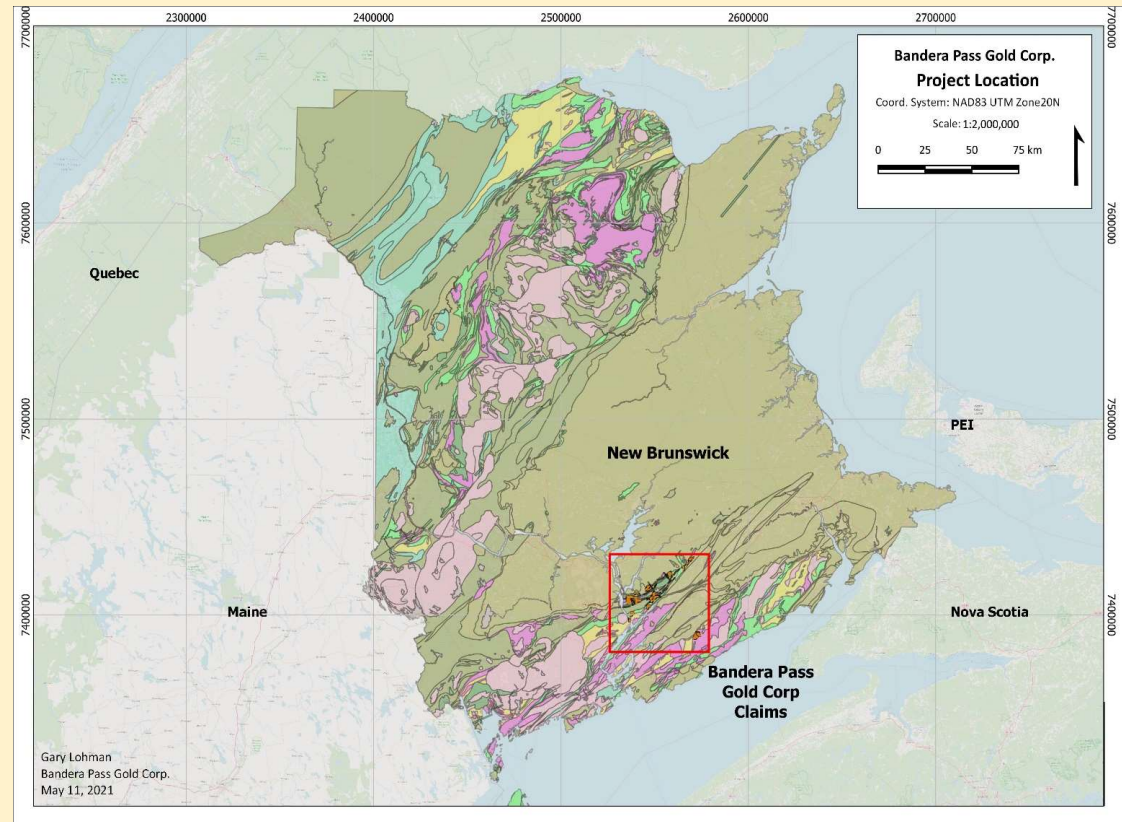 2300000 2400000 2500000 2600000 2700000
7700000
7700000
Bandera Pass Gold Corp.
Project Location
Coord. System: NAD83 UTM Zone20N
Scale: 1:2,000,000
0 25 50 75 km
7600000
7600000
Quebec
7500000
7500000
PEI
New Brunswick
7400000
7400000
Maine
Nova Scotia
Bandera Pass
Gold Corp
Claims
Gary Lohman
Bandera Pass Gold Corp.
May 11, 2021